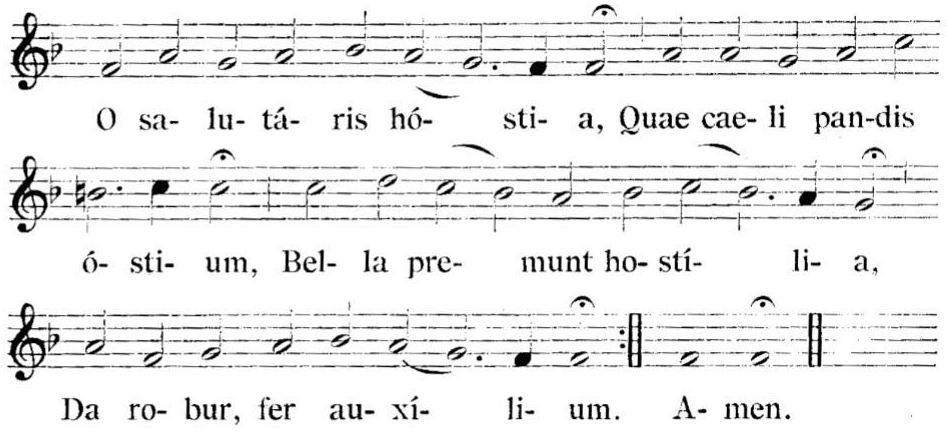 O sa- lu- tá- ris hó- sti- a, Quae cae- li pan-dis
ó- sti- um, Bel- la pre- munt ho- stí- li- a,
Da ro- bur, fer au- xí- li- um. A- men.